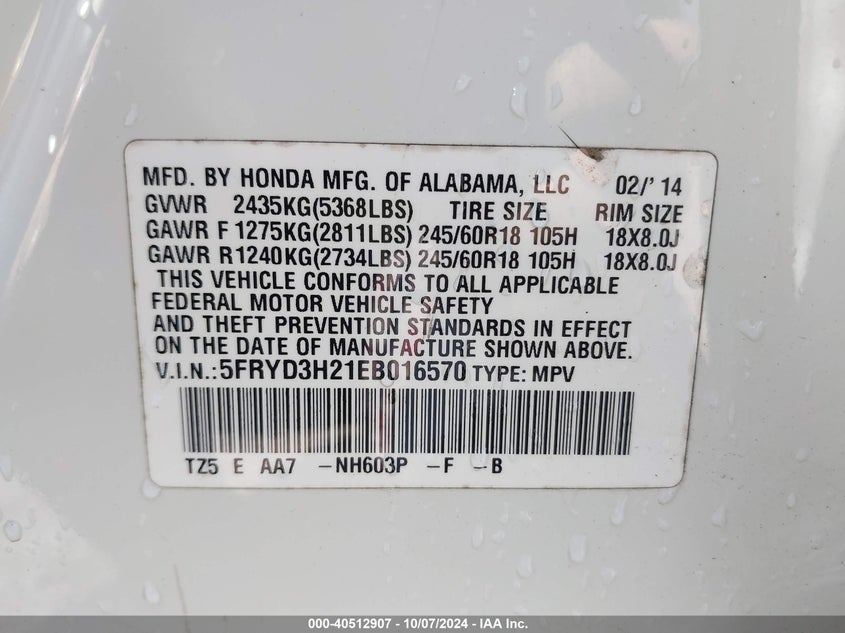 MFD. BY HONDA MFG. OF ALABAMA, LLC 02/' 14
GVWR 2435KG(5368LBS) TIRE SIZE RIM SIZE
GAWR F 1275KG(2811LBS) 245/60R18 105H 18X8.0J
GAWR R 1240KG(2734LBS) 245/60R18 105H 18X8.0J
THIS VEHICLE CONFORMS TO ALL APPLICABLE
FEDERAL MOTOR VEHICLE SAFETY
AND THEFT PREVENTION STANDARDS IN EFFECT
ON THE DATE OF MANUFACTURE SHOWN ABOVE.
V.I.N.:5FRYD3H21EB016570 TYPE: MPV
TZ5 E AA7 -NH603P -F -B
000-40512907 - 10/07/2024 - IAA Inc.